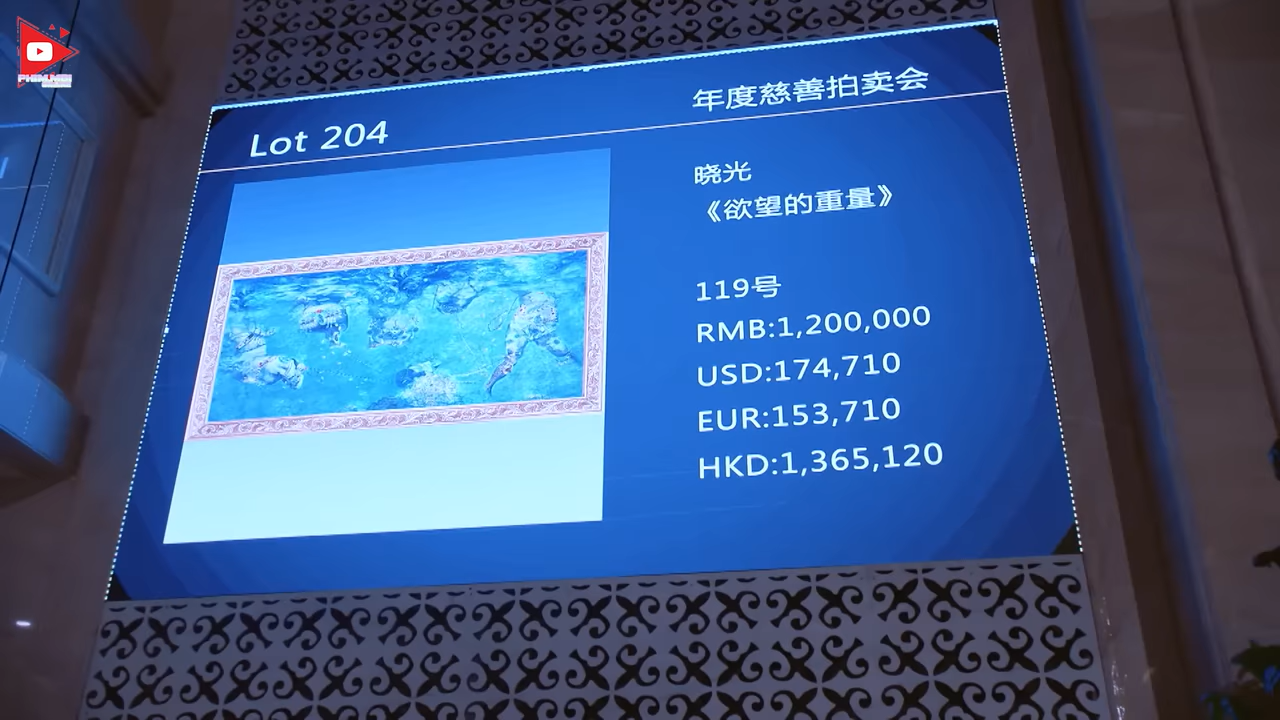 Lot 204
年度慈善拍卖会
晓光
《欲望的重量》
119号
RMB:1,200,000
USD:174,710
EUR:153,710
HKD:1,365,120